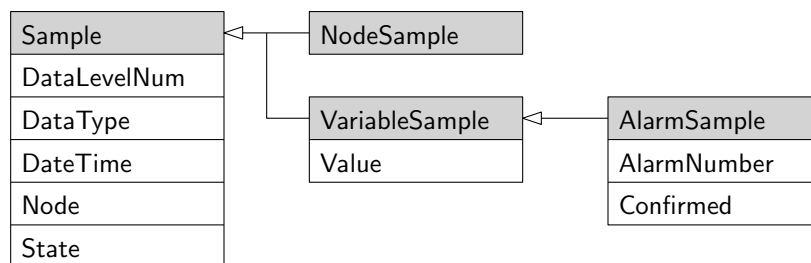 Sample
DataLevelNum
DataType
DateTime
Node
State
NodeSample
VariableSample
Value
AlarmSample
AlarmNumber
Confirmed